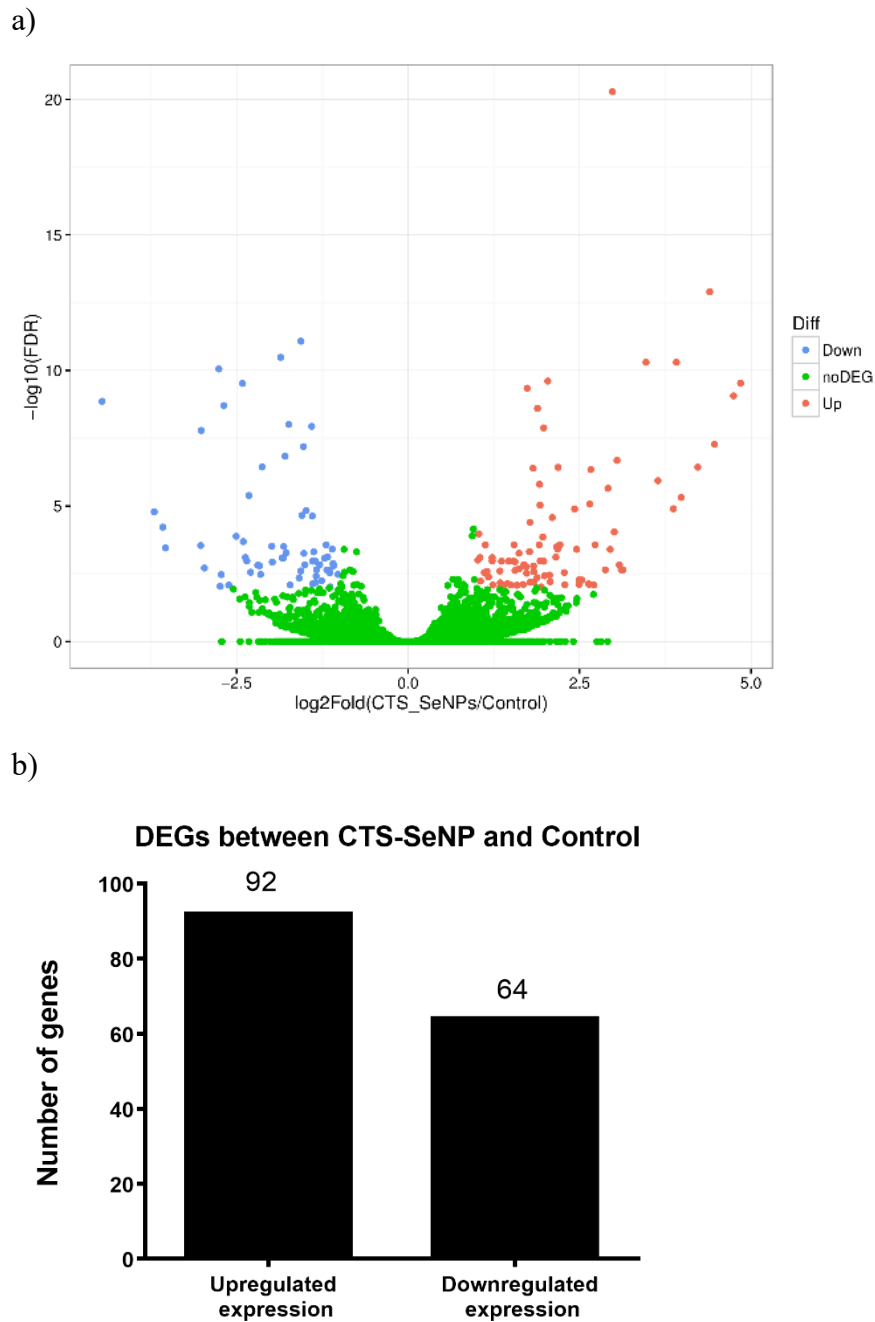 a)
20
15
10
5
0
−log10(FDR)
−2.5
0.0
2.5
5.0
log2Fold(CTS_SeNPs/Control)
Diff
Down
noDEG
Up
b)
DEGs between CTS-SeNP and Control
100
80
60
40
20
0
Number of genes
92
64
Upregulated
expression
Downregulated
expression